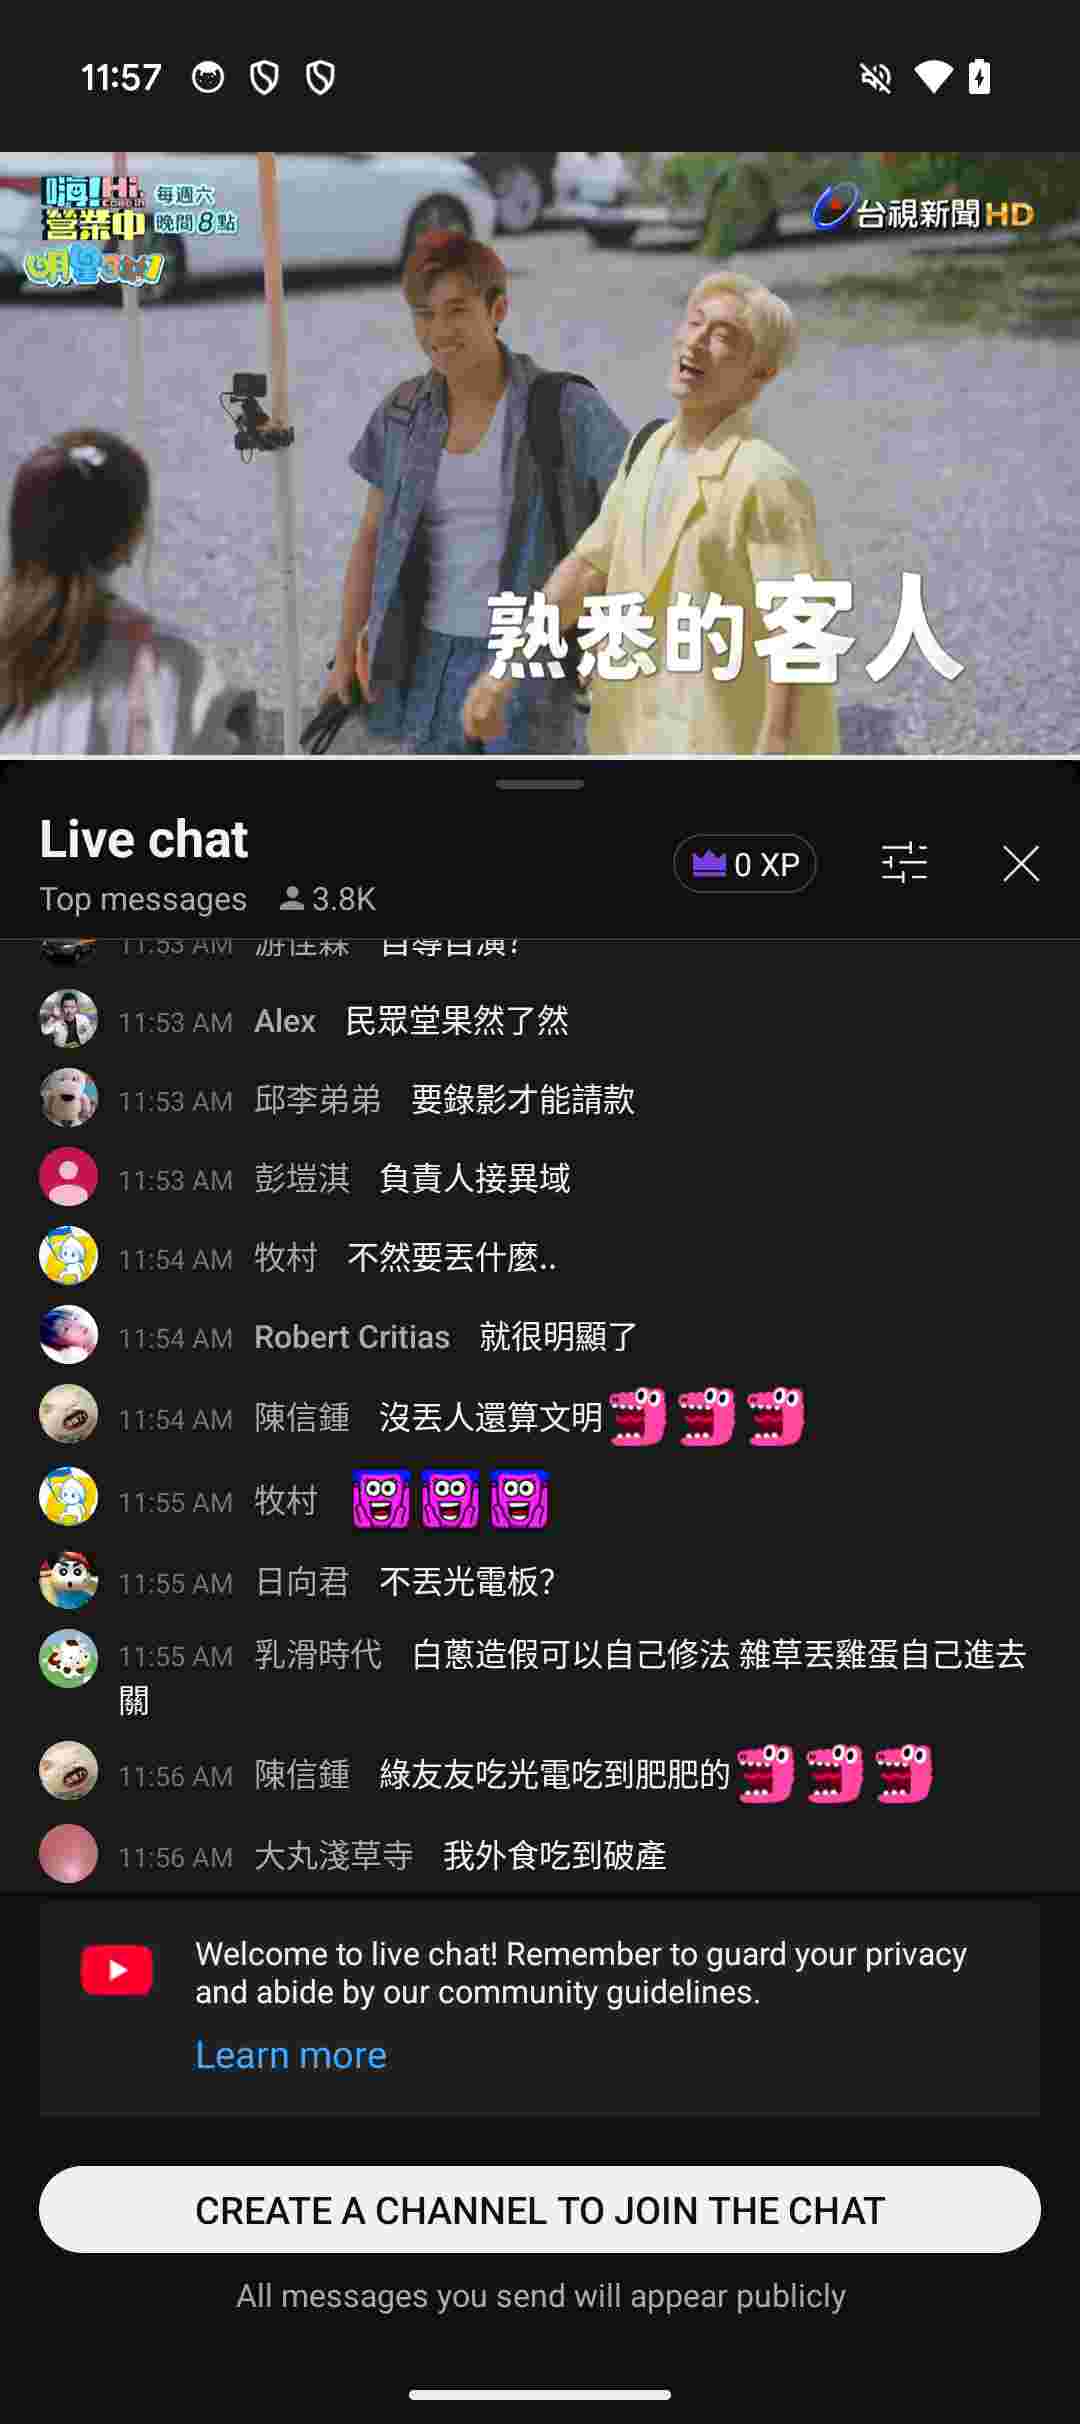 11:57
嗨!Hi.
營業中
每週六
晚間8點
台視新聞HD
熟悉的客人
Live chat
Top messages 3.8K
0 XP
11:53 AM 游佳霖 自導自演?
11:53 AM Alex 民眾堂果然了然
11:53 AM 邱李弟弟 要錄影才能請款
11:53 AM 彭塏淇 負責人接異域
11:54 AM 牧村 不然要丟什麼..
11:54 AM Robert Critias 就很明顯了
11:54 AM 陳信鍾 沒丟人還算文明
11:55 AM 牧村
11:55 AM 日向君 不丟光電板?
11:55 AM 乳滑時代 白蔥造假可以自己修法 雜草丟雞蛋自己進去
關
11:56 AM 陳信鍾 綠友友吃光電吃到肥肥的
11:56 AM 大丸淺草寺 我外食吃到破產
Welcome to live chat! Remember to guard your privacy
and abide by our community guidelines.
Learn more
CREATE A CHANNEL TO JOIN THE CHAT
All messages you send will appear publicly